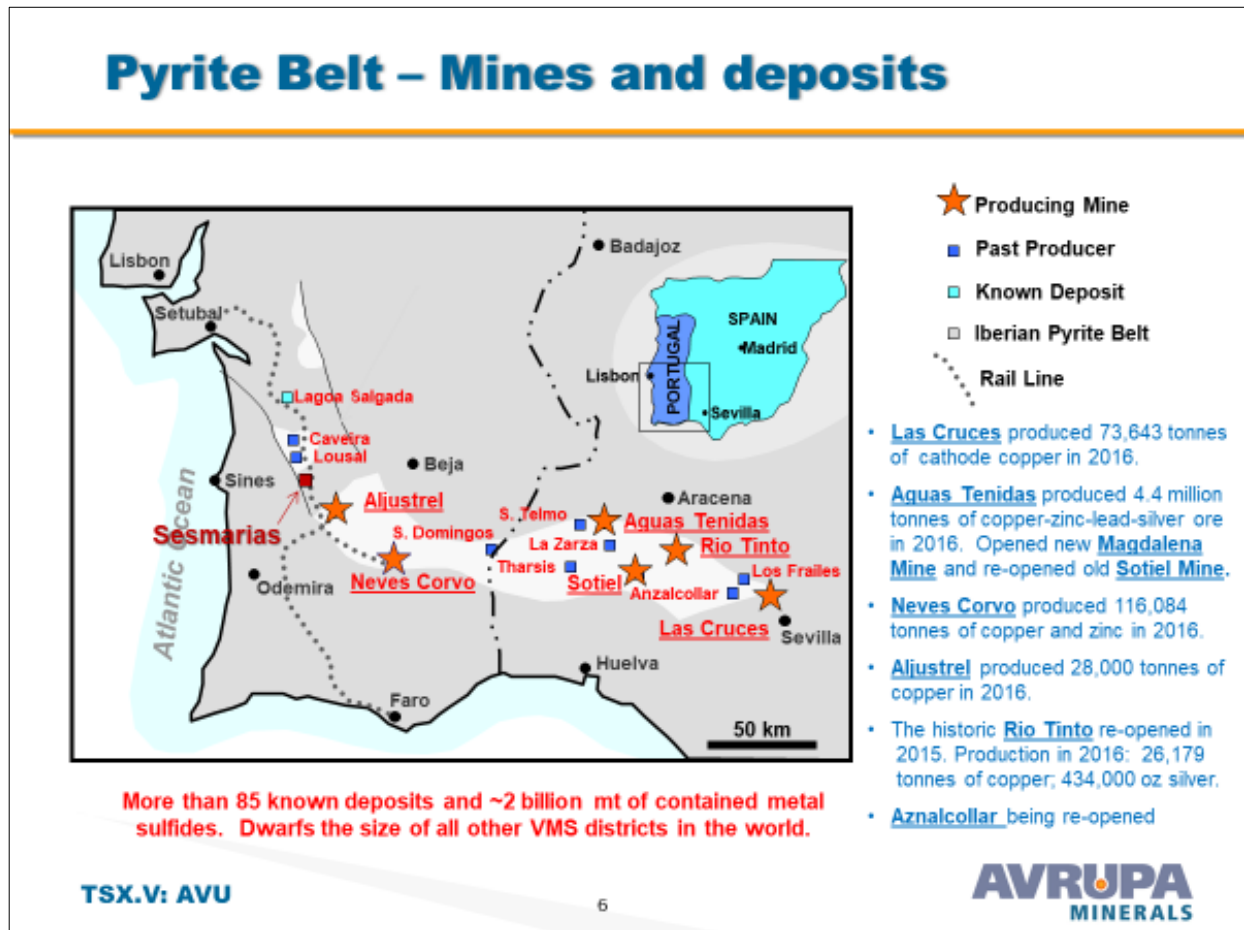 Pyrite Belt – Mines and deposits
Lisbon
Setubal
Lagoa Salgada
Caveira
Lousal
Sines
Beja
Aljustrel
Sesmarias
S. Domingos
Neves Corvo
Odemira
Atlantic Ocean
Faro
Badajoz
Aracena
S. Telmo
Aguas Tenidas
La Zarza
Rio Tinto
Tharsis
Sotiel
Los Frailes
Anzalcollar
Las Cruces
Sevilla
Huelva
50 km
SPAIN
Madrid
PORTUGAL
Lisbon
Sevilla
Producing Mine
Past Producer
Known Deposit
Iberian Pyrite Belt
Rail Line
• Las Cruces produced 73,643 tonnes
of cathode copper in 2016.
• Aguas Tenidas produced 4.4 million
tonnes of copper-zinc-lead-silver ore
in 2016. Opened new Magdalena
Mine and re-opened old Sotiel Mine.
• Neves Corvo produced 116,084
tonnes of copper and zinc in 2016.
• Aljustrel produced 28,000 tonnes of
copper in 2016.
• The historic Rio Tinto re-opened in
2015. Production in 2016: 26,179
tonnes of copper; 434,000 oz silver.
• Aznalcollar being re-opened
More than 85 known deposits and ~2 billion mt of contained metal
sulfides. Dwarfs the size of all other VMS districts in the world.
TSX.V: AVU
6
AVRUPA
MINERALS